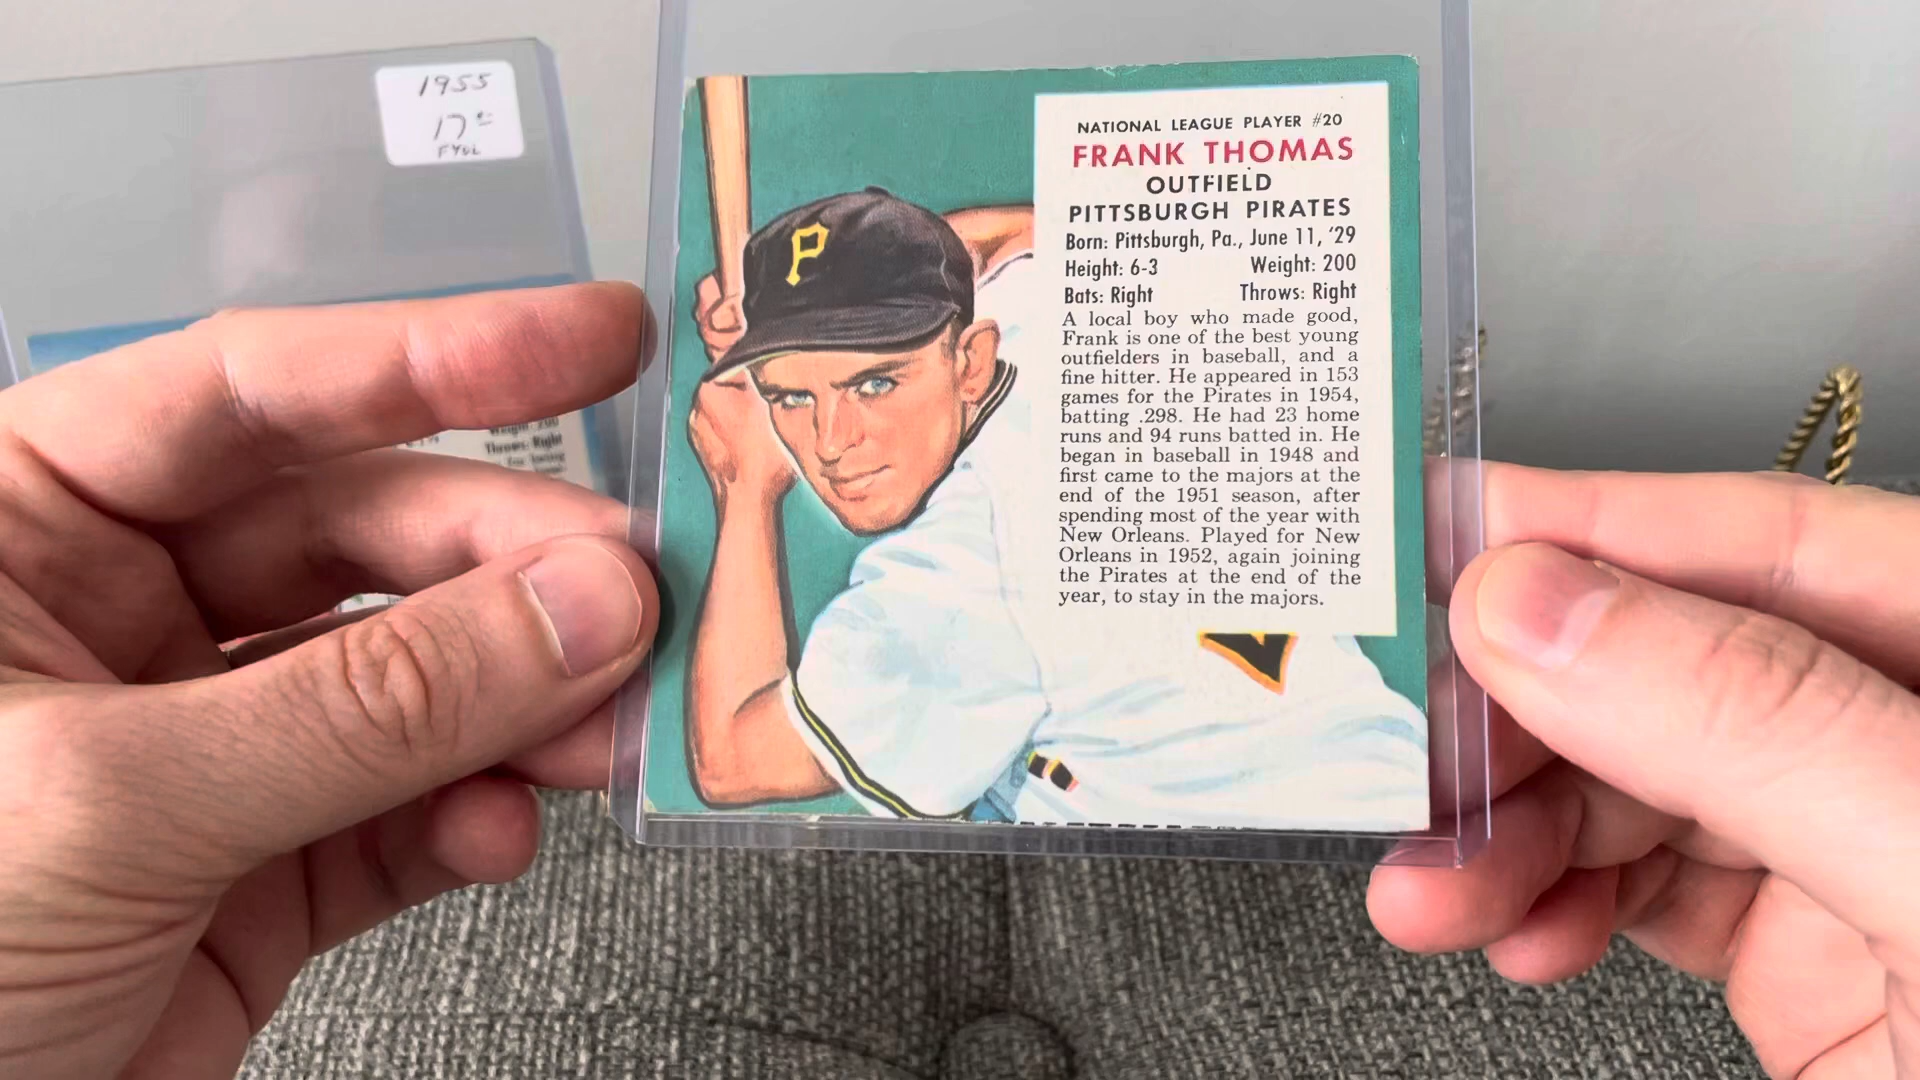 1955
17
NATIONAL LEAGUE PLAYER #20
FRANK THOMAS
OUTFIELD
PITTSBURGH PIRATES
Born: Pittsburgh, Pa., June 11, '29
Height: 6-3 Weight: 200
Bats: Right Throws: Right
A local boy who made good,
Frank is one of the best young
outfielders in baseball, and a
fine hitter. He appeared in 153
games for the Pirates in 1954,
batting .298. He had 23 home
runs and 94 runs batted in. He
began in baseball in 1948 and
first came to the majors at the
end of the 1951 season, after
spending most of the year with
New Orleans. Played for New
Orleans in 1952, again joining
the Pirates at the end of the
year, to stay in the majors.
P
Weight: 200
Throws: Right